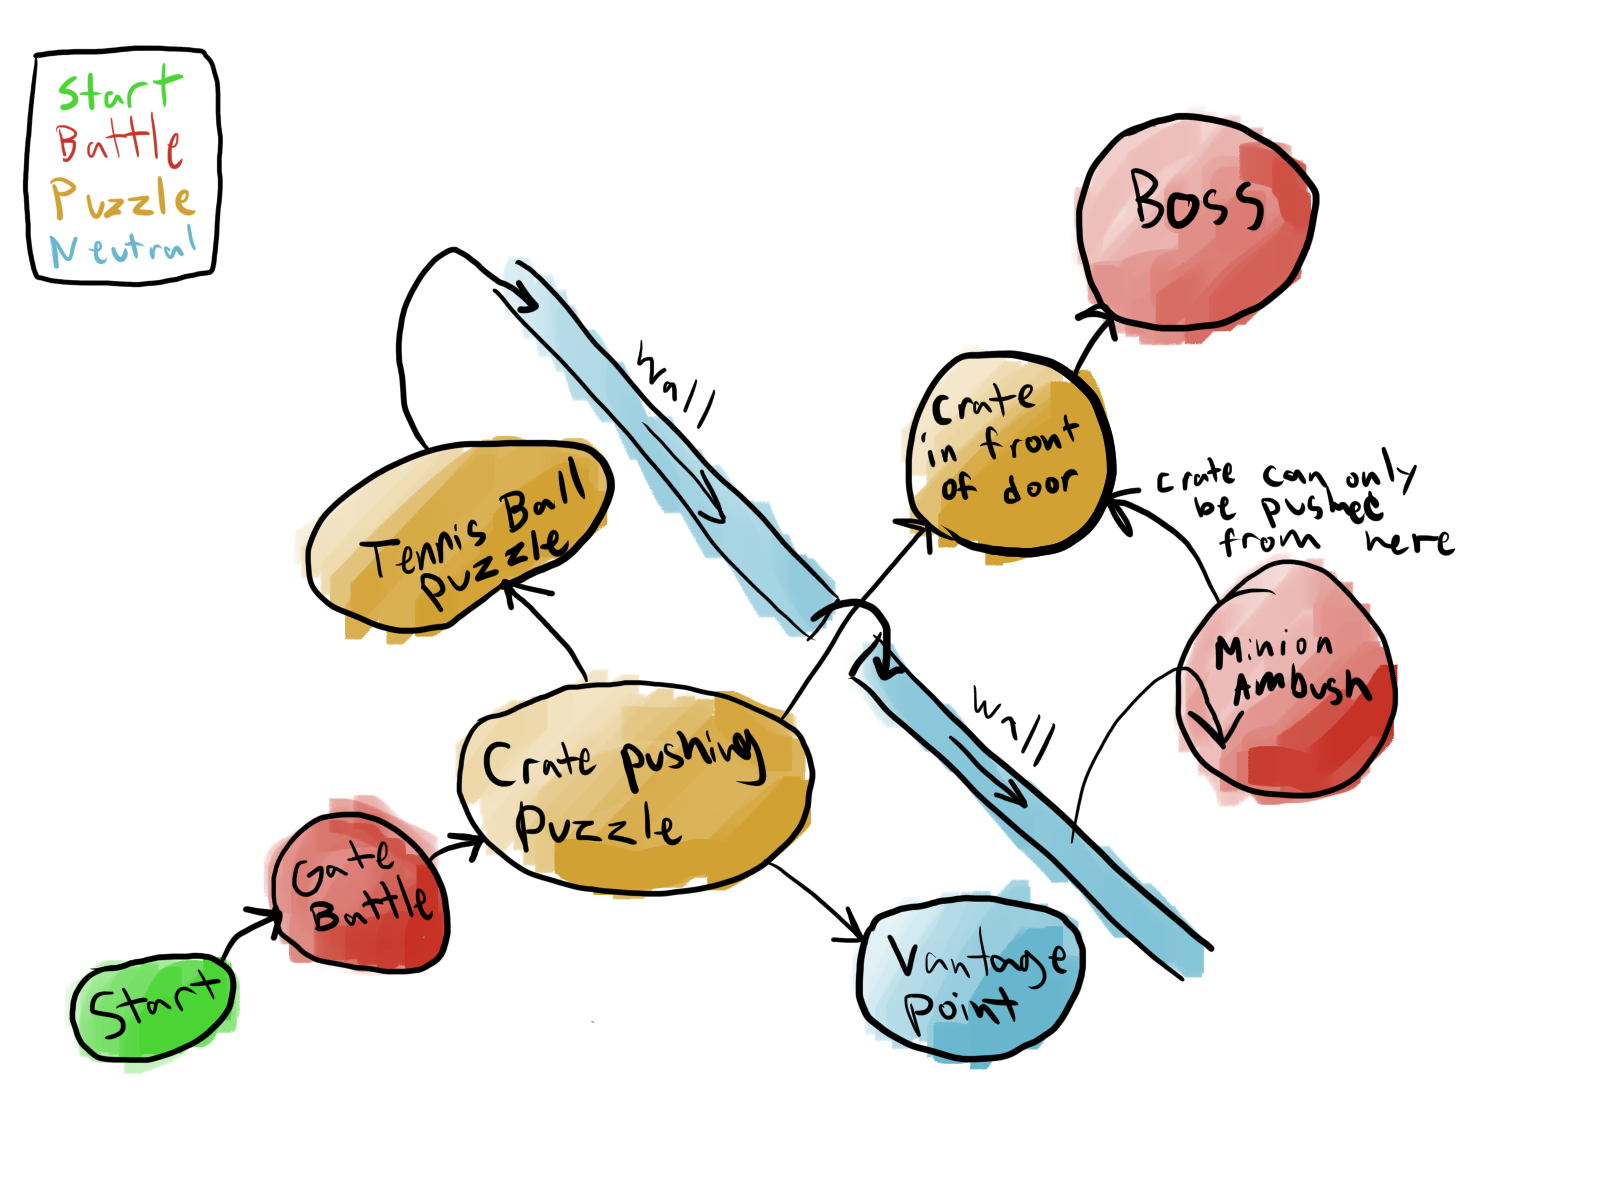 Start
Battle
Puzzle
Neutral
Boss
Wall
Crate
in front
of door
crate can only
be pushed
from here
Tennis Ball
puzzle
Minion
Ambush
Wall
Crate pushing
Puzzle
Gate
Battle
Vantage
point
Start